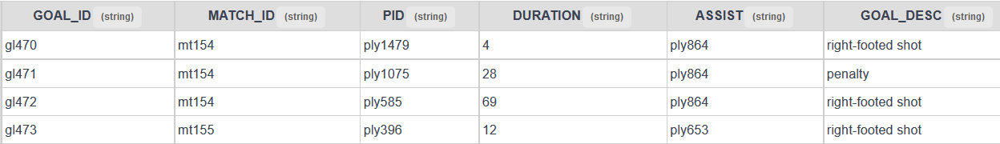 GOAL_ID (string) MATCH_ID (string) PID (string) DURATION (string) ASSIST (string) GOAL_DESC (string)
gl470 mt154 ply1479 4 ply864 right-footed shot
gl471 mt154 ply1075 28 ply864 penalty
gl472 mt154 ply585 69 ply864 right-footed shot
gl473 mt155 ply396 12 ply653 right-footed shot